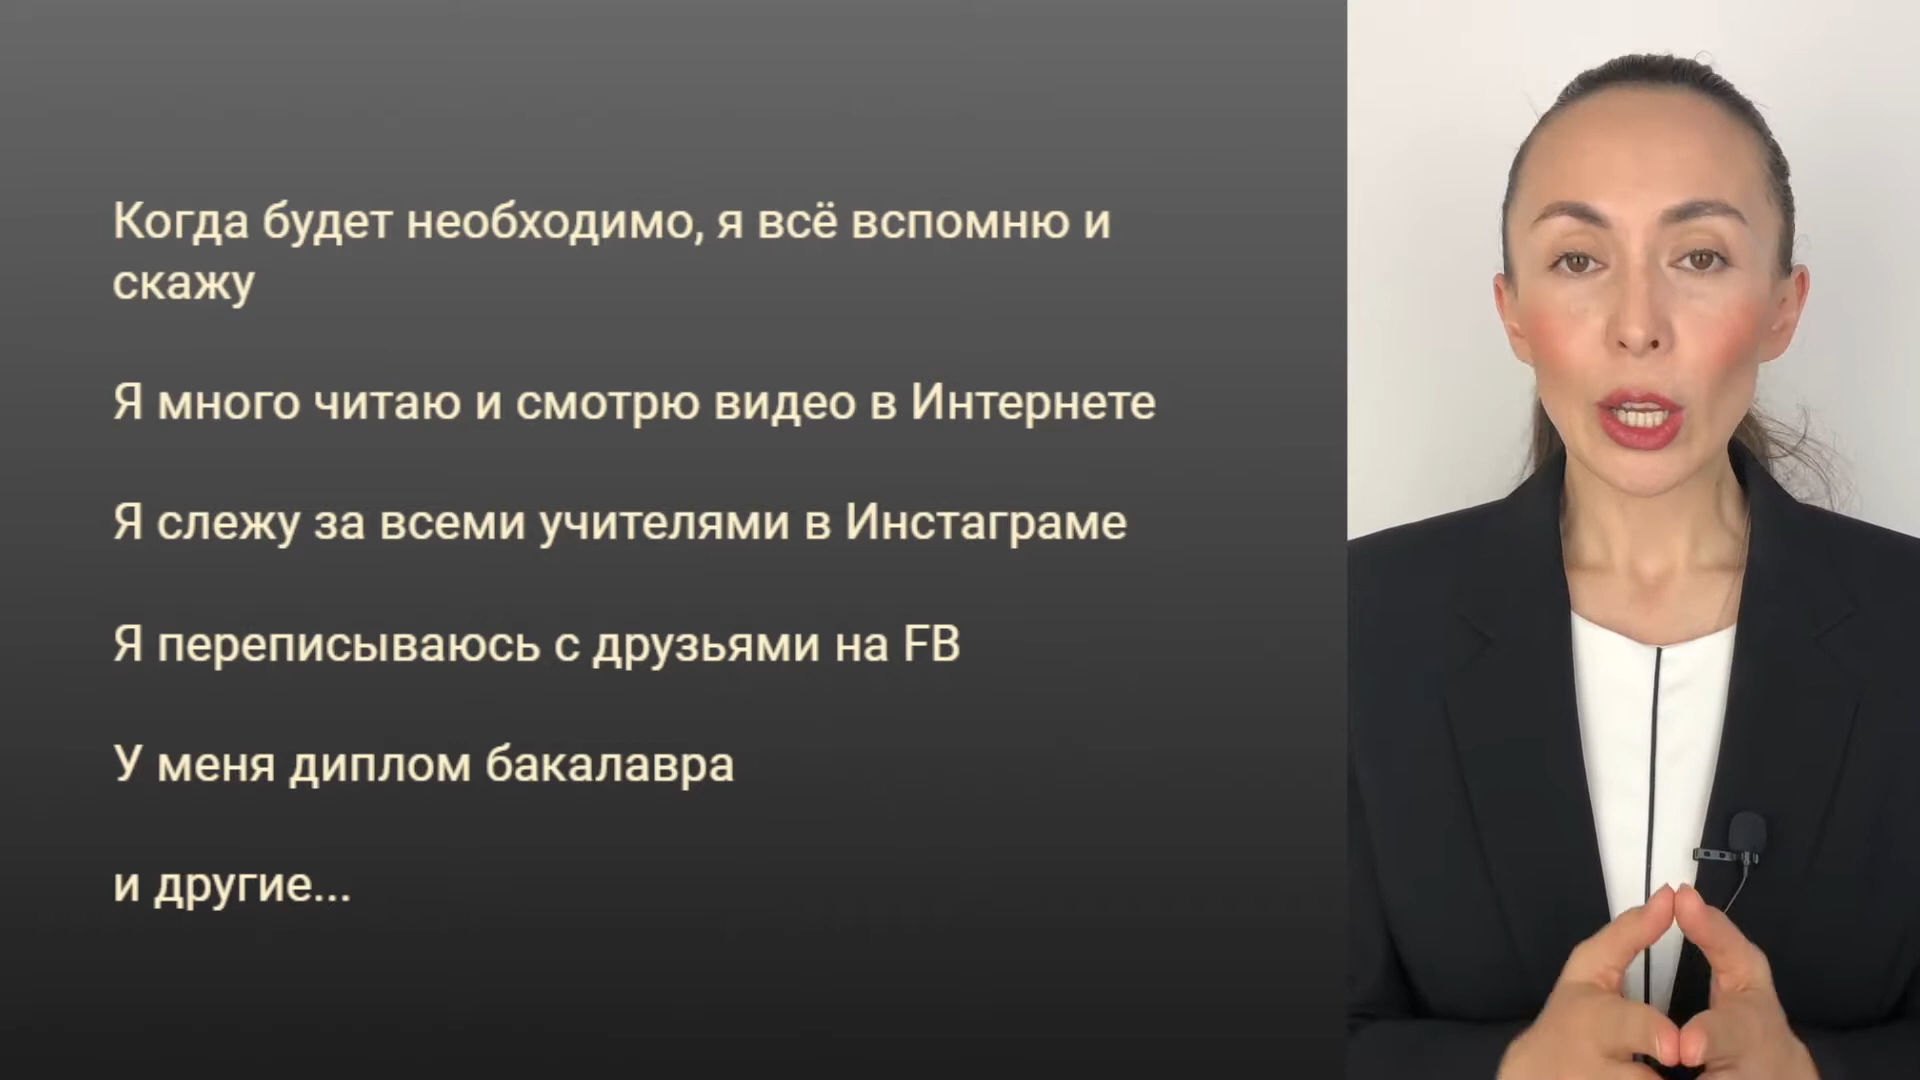 Когда будет необходимо, я всё вспомню и
скажу
Я много читаю и смотрю видео в Интернете
Я слежу за всеми учителями в Инстаграме
Я переписываюсь с друзьями на FB
У меня диплом бакалавра
и другие...